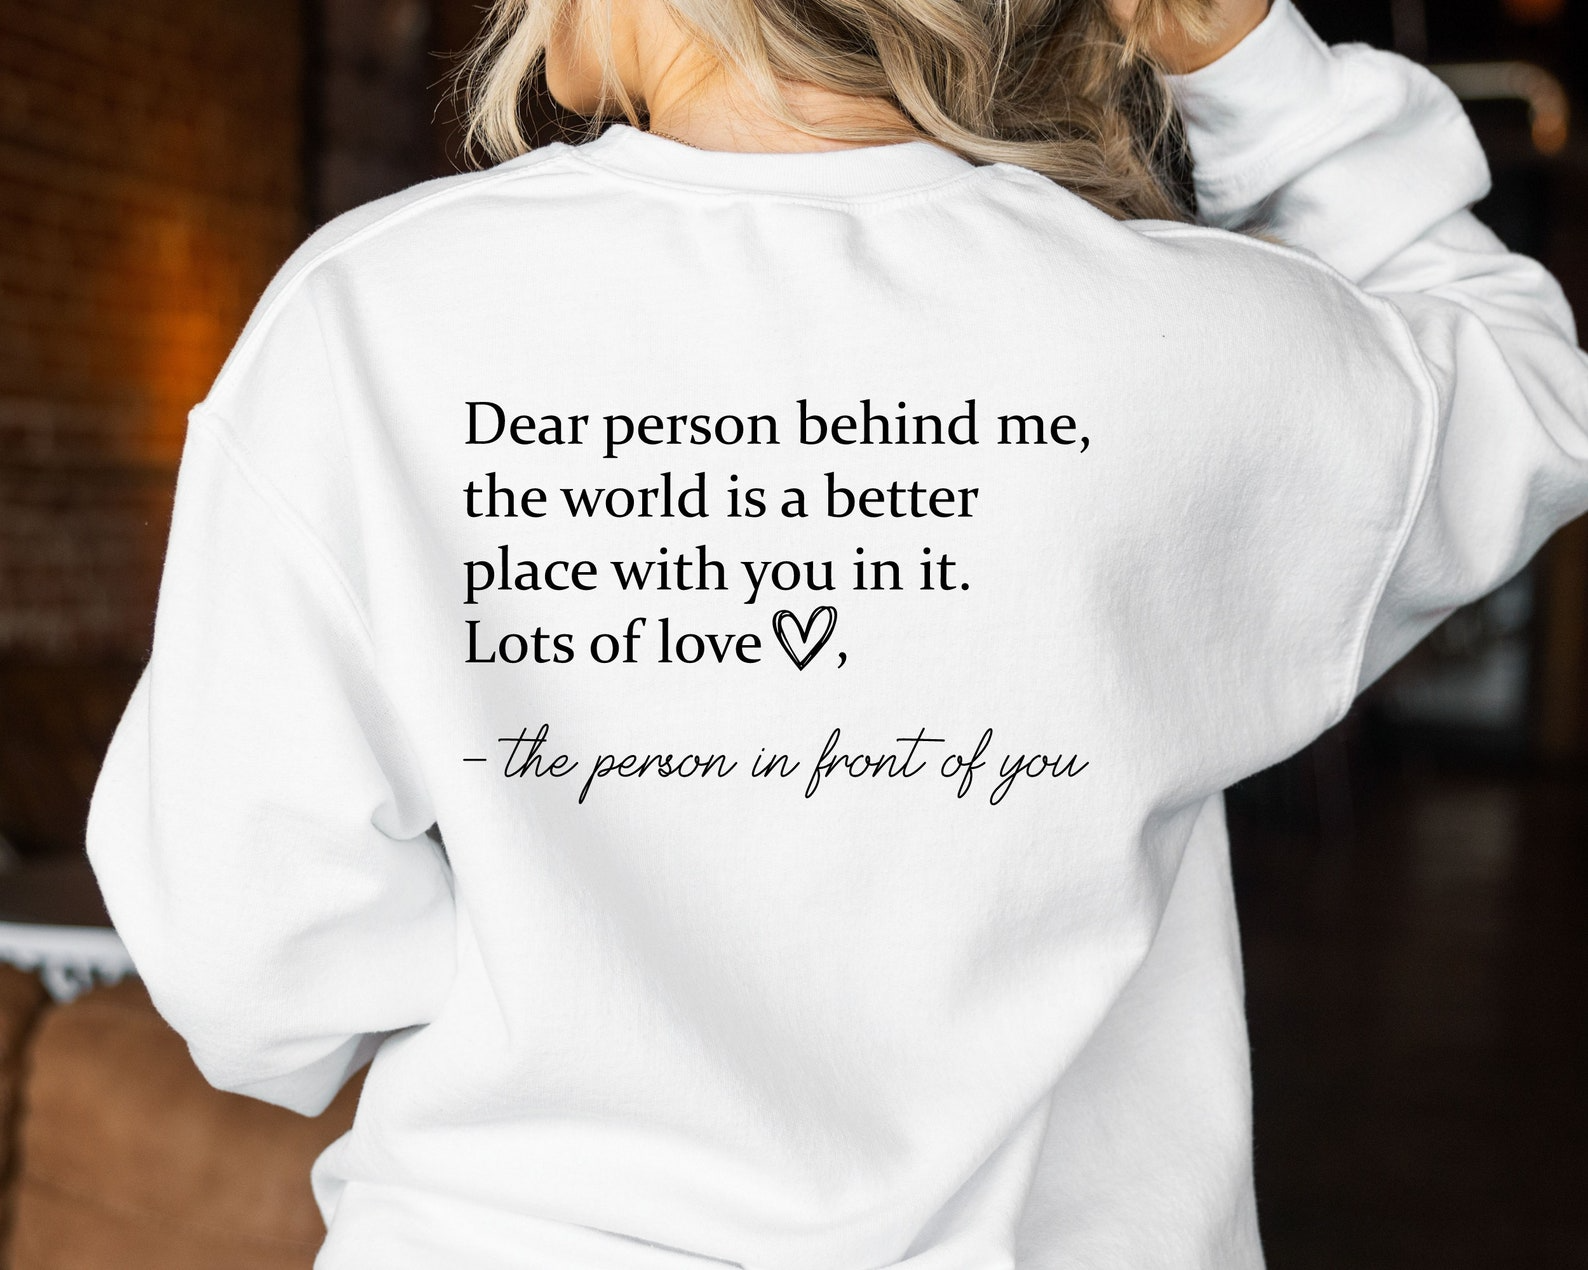 Dear person behind me,
the world is a better
place with you in it.
Lots of love ♡,
– the person in front of you